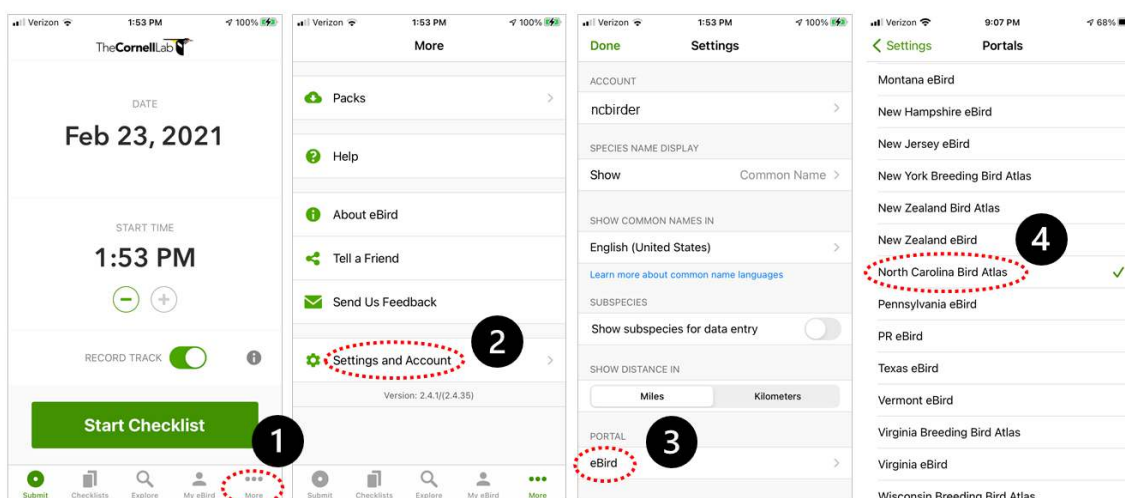 Verizon 1:53 PM 100%
TheCornellLab
DATE
Feb 23, 2021
START TIME
1:53 PM
RECORD TRACK
Start Checklist
1
Submit Checklists Explore My eBird More
Verizon 1:53 PM 100%
More
Packs
Help
About eBird
Tell a Friend
Send Us Feedback
2
Settings and Account
Version: 2.4.1/(2.4.35)
Submit Checklists Explore My eBird More
Verizon 1:53 PM 100%
Done Settings
ACCOUNT
ncbirder
SPECIES NAME DISPLAY
Show Common Name
SHOW COMMON NAMES IN
English (United States)
Learn more about common name languages
SUBSPECIES
Show subspecies for data entry
SHOW DISTANCE IN
Miles Kilometers
PORTAL
3
eBird
Verizon 9:07 PM 68%
Settings Portals
Montana eBird
New Hampshire eBird
New Jersey eBird
New York Breeding Bird Atlas
New Zealand Bird Atlas
New Zealand eBird
4
North Carolina Bird Atlas
Pennsylvania eBird
PR eBird
Texas eBird
Vermont eBird
Virginia Breeding Bird Atlas
Virginia eBird
Wisconsin Breeding Bird Atlas